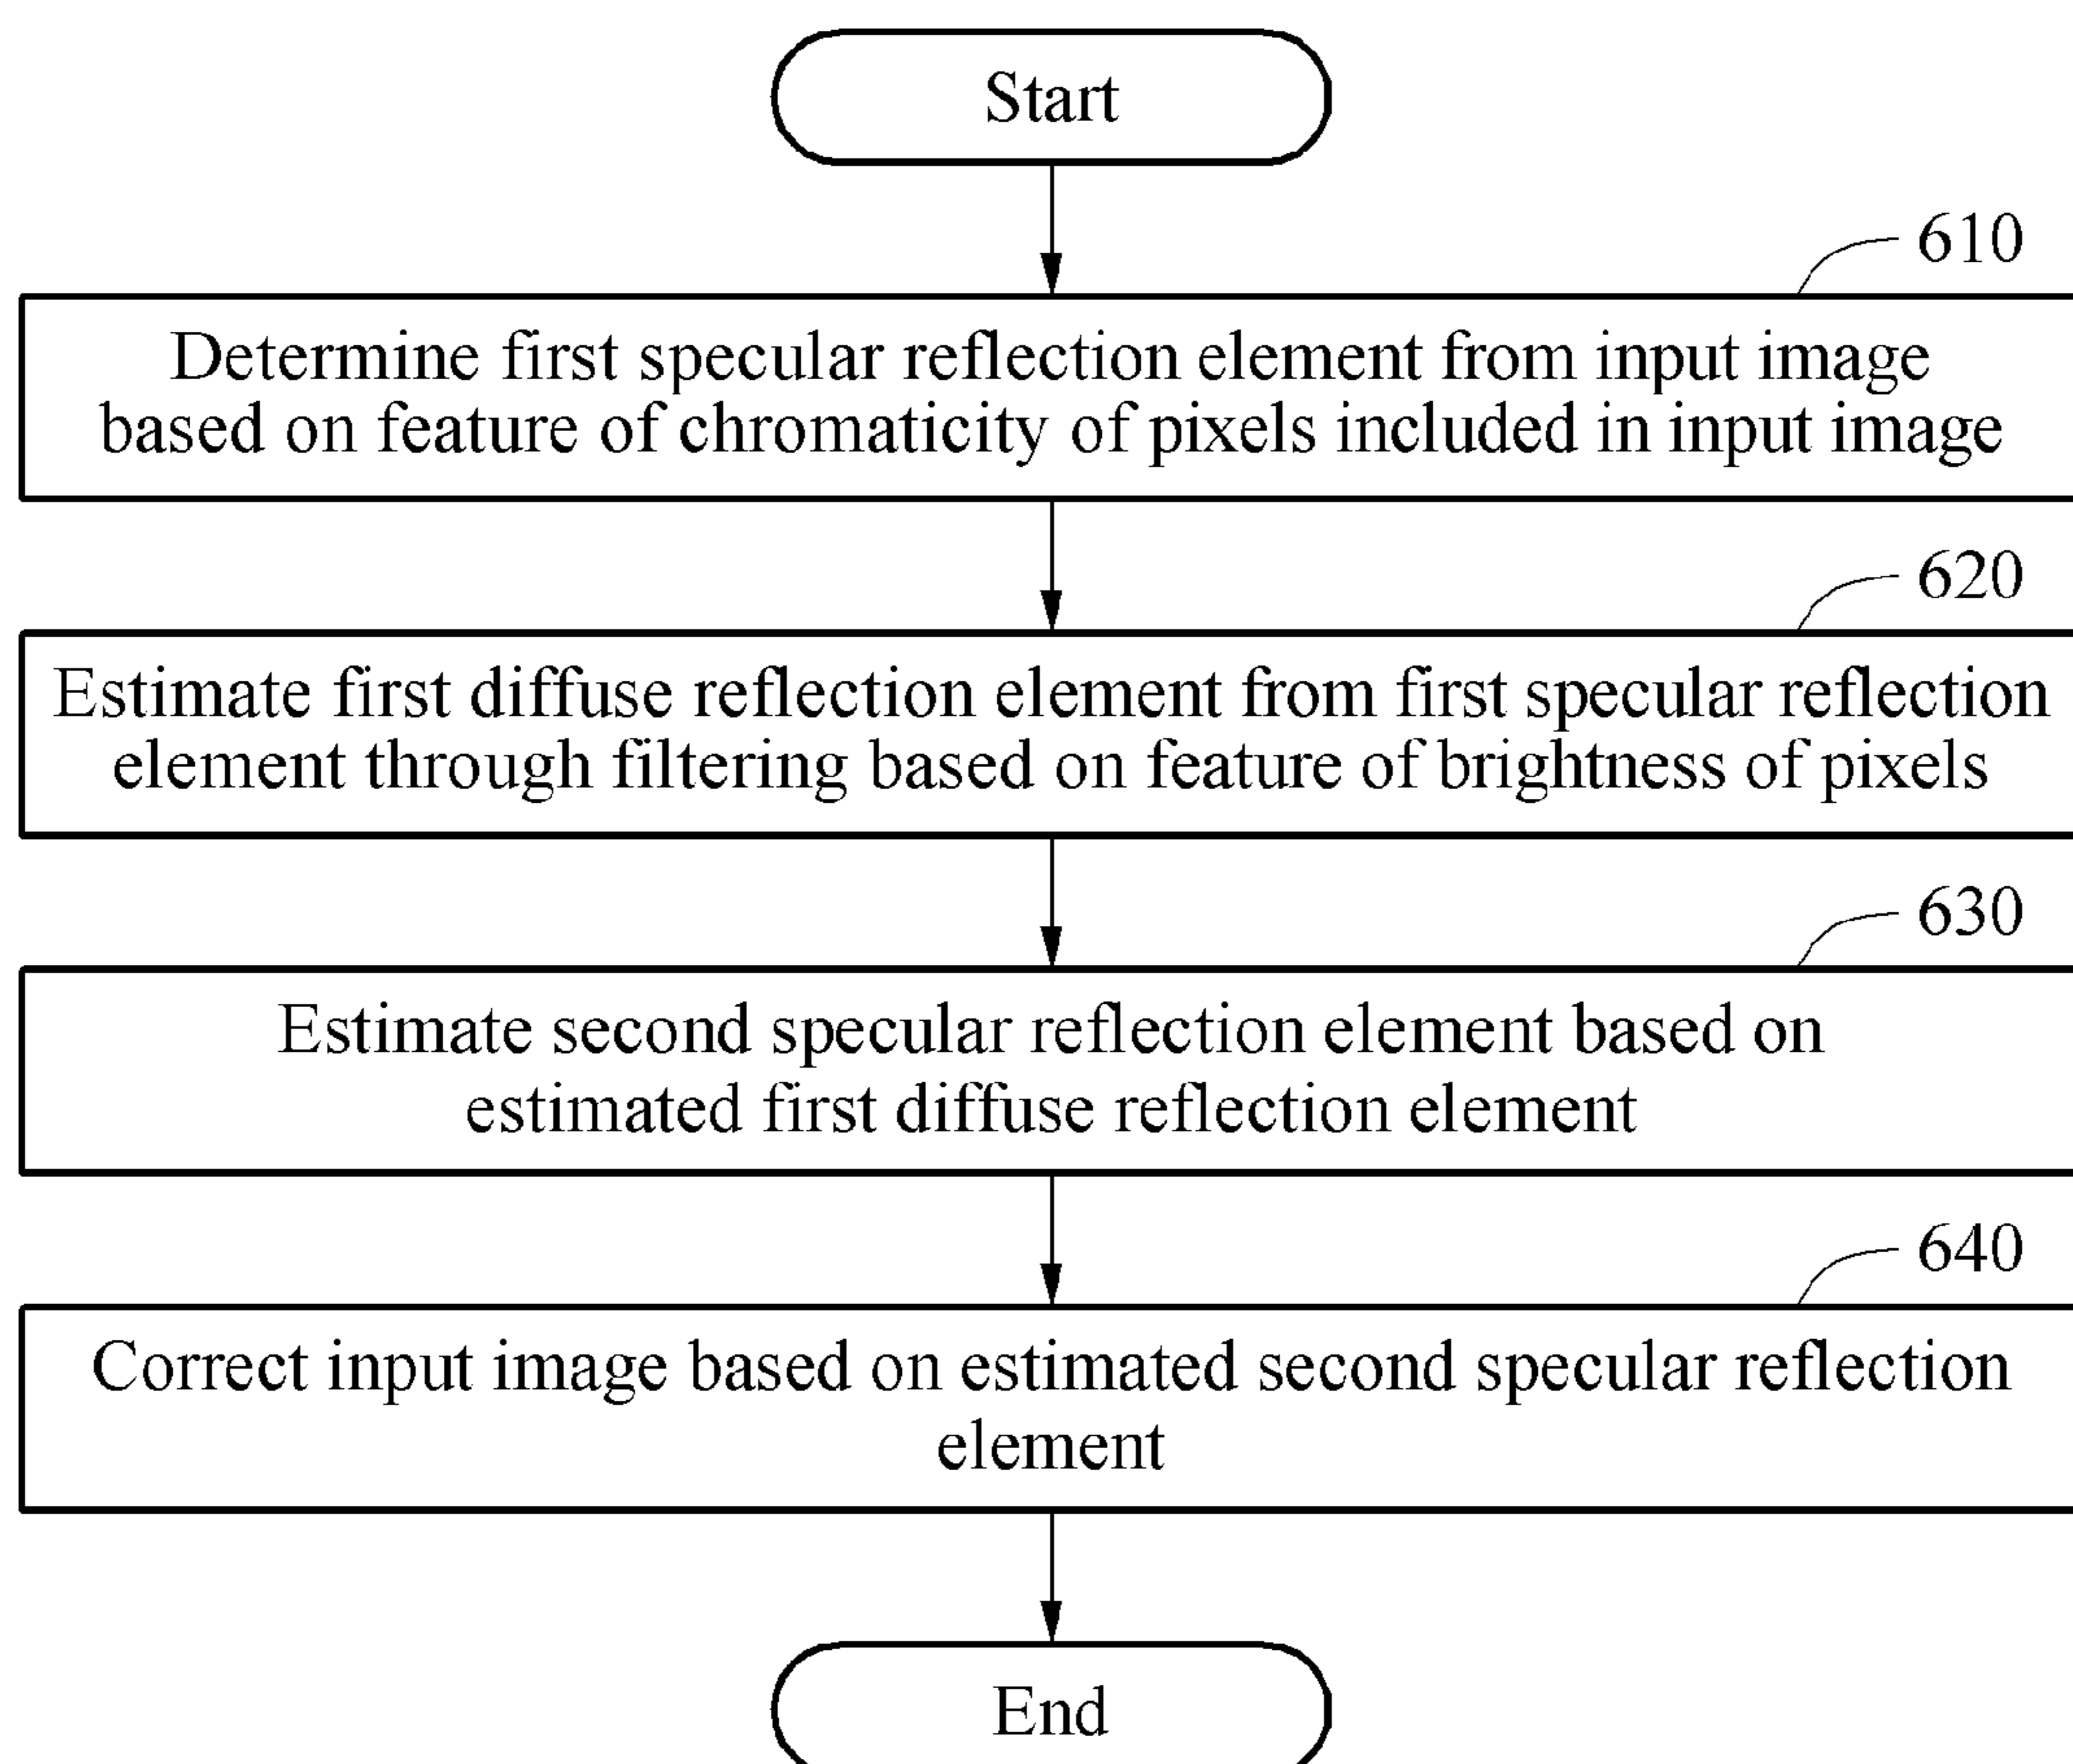 Start
610
Determine first specular reflection element from input image
based on feature of chromaticity of pixels included in input image
620
Estimate first diffuse reflection element from first specular reflection
element through filtering based on feature of brightness of pixels
630
Estimate second specular reflection element based on
estimated first diffuse reflection element
640
Correct input image based on estimated second specular reflection
element
End